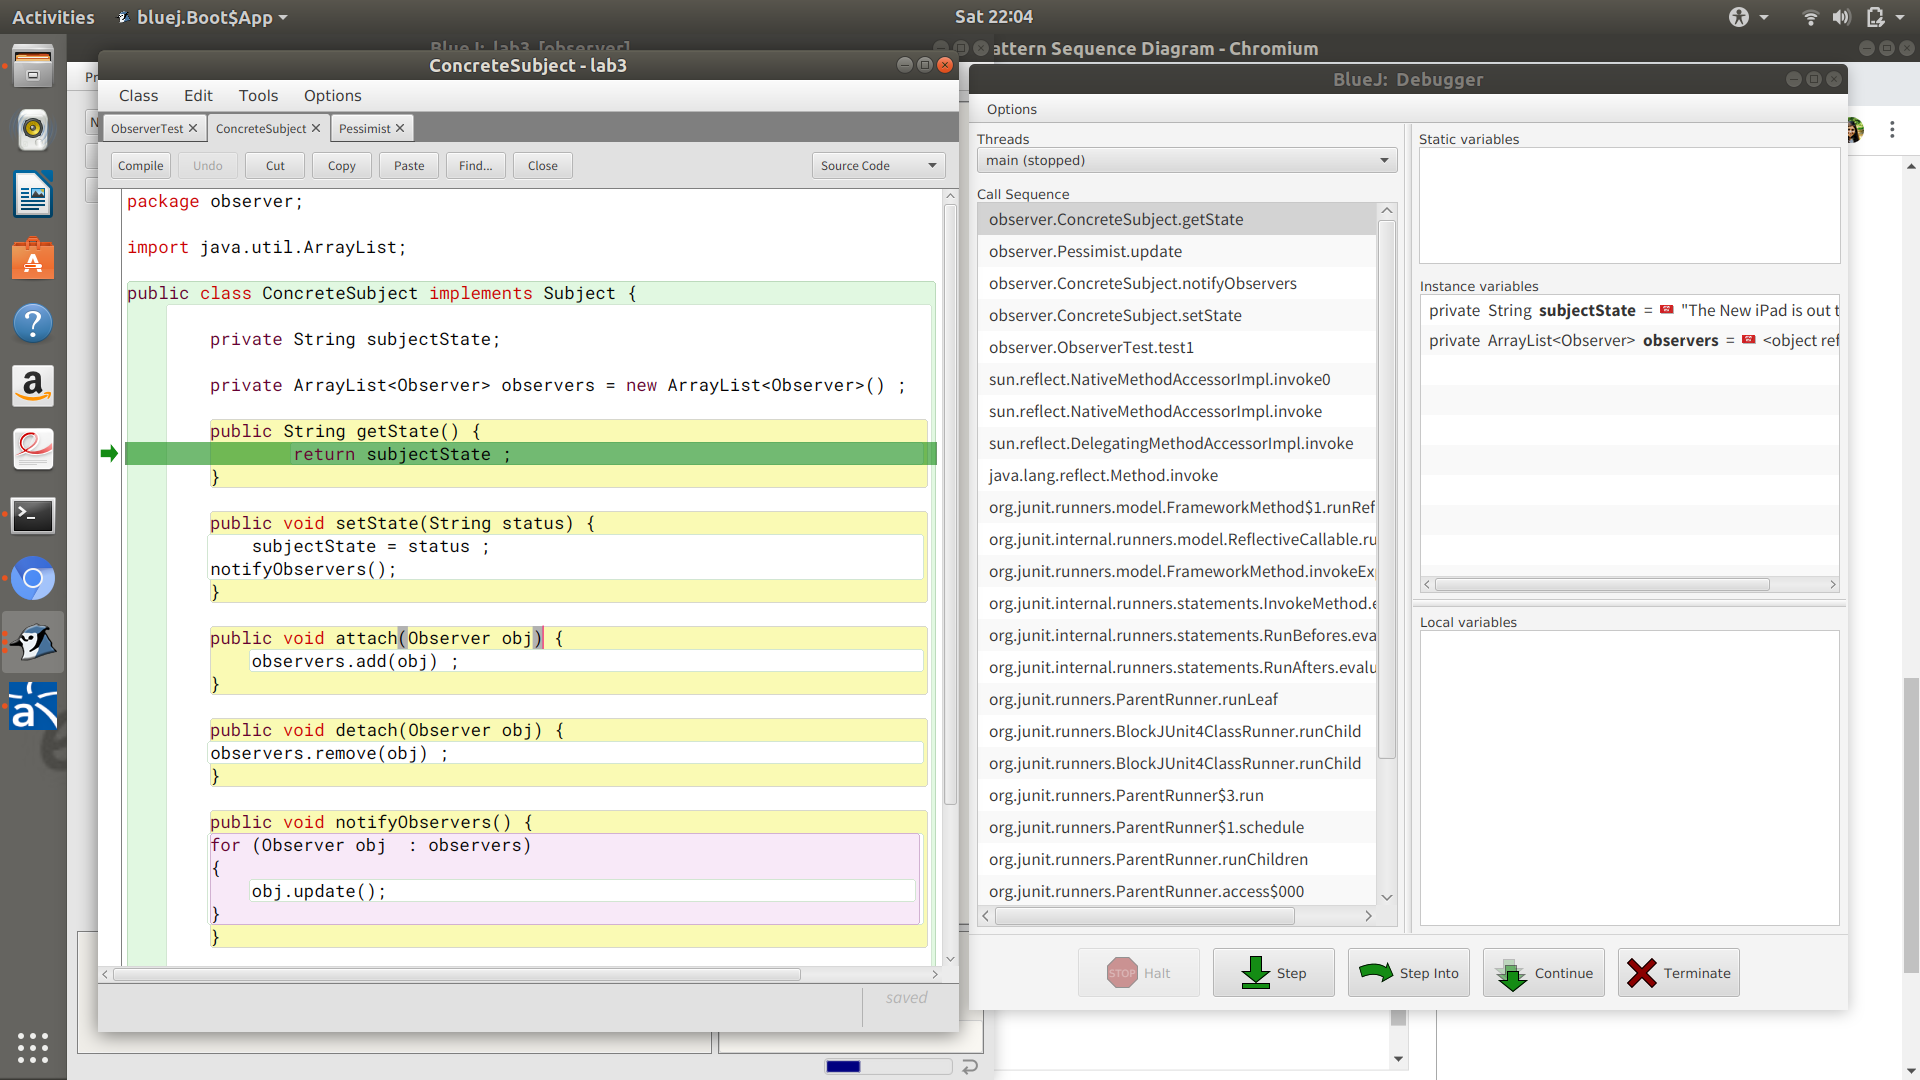 Activities
bluej.Boot$App
Sat 22:04
BlueJ: lab3 [observer]
attern Sequence Diagram - Chromium
ConcreteSubject - lab3
Class Edit Tools Options
ObserverTest ConcreteSubject Pessimist
Compile Undo Cut Copy Paste Find... Close Source Code
package observer;
import java.util.ArrayList;
public class ConcreteSubject implements Subject {
private String subjectState;
private ArrayList<Observer> observers = new ArrayList<Observer>() ;
public String getState() {
return subjectState ;
}
public void setState(String status) {
subjectState = status ;
notifyObservers();
}
public void attach(Observer obj) {
observers.add(obj) ;
}
public void detach(Observer obj) {
observers.remove(obj) ;
}
public void notifyObservers() {
for (Observer obj  : observers)
{
obj.update();
}
}
saved
BlueJ: Debugger
Options
Threads
main (stopped)
Call Sequence
observer.ConcreteSubject.getState
observer.Pessimist.update
observer.ConcreteSubject.notifyObservers
observer.ConcreteSubject.setState
observer.ObserverTest.test1
sun.reflect.NativeMethodAccessorImpl.invoke0
sun.reflect.NativeMethodAccessorImpl.invoke
sun.reflect.DelegatingMethodAccessorImpl.invoke
java.lang.reflect.Method.invoke
org.junit.runners.model.FrameworkMethod$1.runRef
org.junit.internal.runners.model.ReflectiveCallable.ru
org.junit.runners.model.FrameworkMethod.invokeEx
org.junit.internal.runners.statements.InvokeMethod.e
org.junit.internal.runners.statements.RunBefores.eva
org.junit.internal.runners.statements.RunAfters.evalu
org.junit.runners.ParentRunner.runLeaf
org.junit.runners.BlockJUnit4ClassRunner.runChild
org.junit.runners.BlockJUnit4ClassRunner.runChild
org.junit.runners.ParentRunner$3.run
org.junit.runners.ParentRunner$1.schedule
org.junit.runners.ParentRunner.runChildren
org.junit.runners.ParentRunner.access$000
Static variables
Instance variables
private String subjectState = "The New iPad is out t
private ArrayList<Observer> observers = <object ref
Local variables
STOP Halt
Step
Step Into
Continue
Terminate